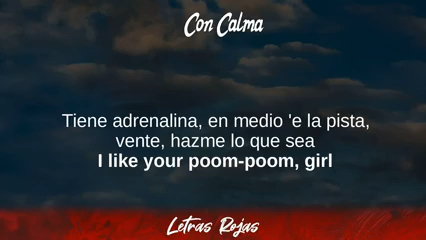 Con Calma
Tiene adrenalina, en medio 'e la pista,
vente, hazme lo que sea
I like your poom-poom, girl
Letras Rojas